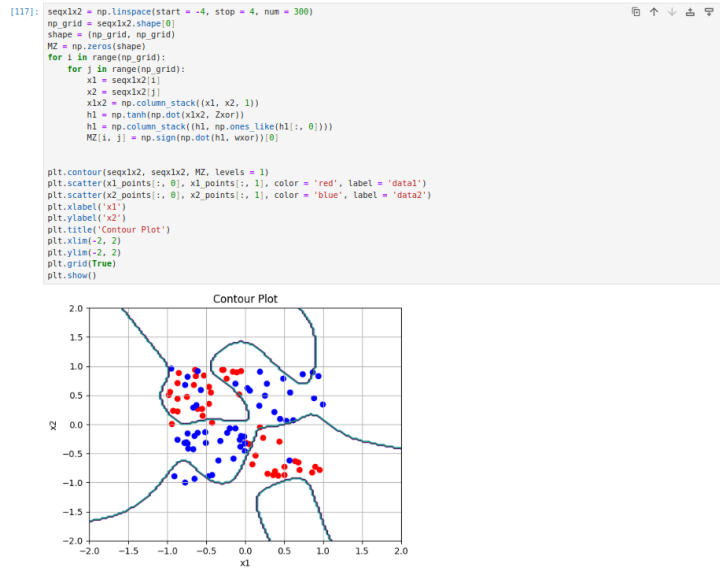 [117]: seqx1x2 = np.linspace(start = -4, stop = 4, num = 300)
np_grid = seqx1x2.shape[0]
shape = (np_grid, np_grid)
MZ = np.zeros(shape)
for i in range(np_grid):
    for j in range(np_grid):
        x1 = seqx1x2[i]
        x2 = seqx1x2[j]
        x1x2 = np.column_stack((x1, x2, 1))
        h1 = np.tanh(np.dot(x1x2, Zxor))
        h1 = np.column_stack((h1, np.ones_like(h1[:, 0])))
        MZ[i, j] = np.sign(np.dot(h1, wxor))[0]
plt.contour(seqx1x2, seqx1x2, MZ, levels = 1)
plt.scatter(x1_points[:, 0], x1_points[:, 1], color = 'red', label = 'data1')
plt.scatter(x2_points[:, 0], x2_points[:, 1], color = 'blue', label = 'data2')
plt.xlabel('x1')
plt.ylabel('x2')
plt.title('Contour Plot')
plt.xlim(-2, 2)
plt.ylim(-2, 2)
plt.grid(True)
plt.show()
Contour Plot
2.0
1.5
1.0
0.5
0.0
−0.5
−1.0
−1.5
−2.0
x2
−2.0 −1.5 −1.0 −0.5 0.0 0.5 1.0 1.5 2.0
x1